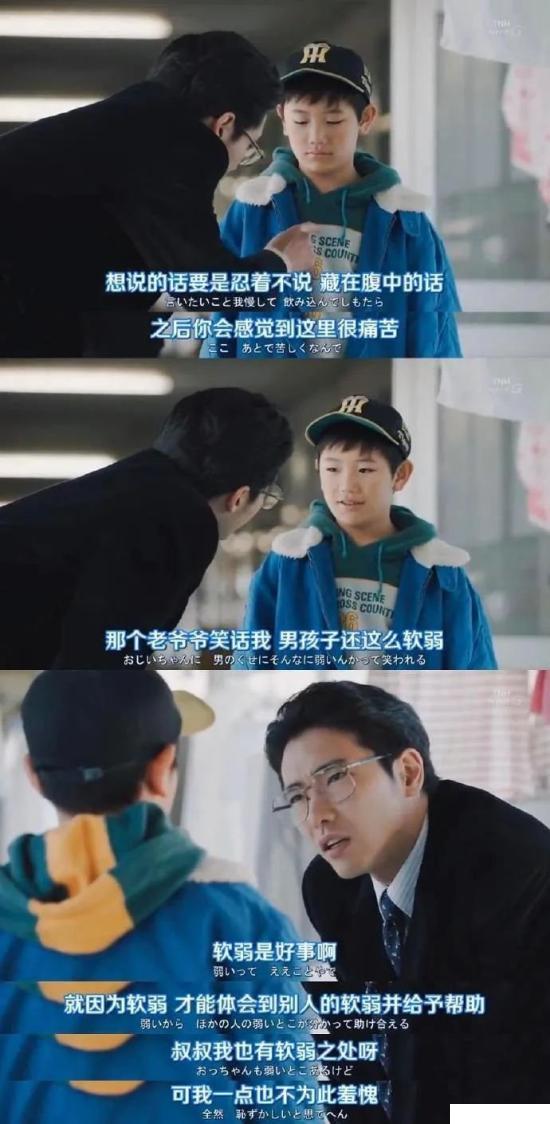 想说的话要是忍着不说 藏在腹中的话
言いたいこと我慢して 飲み込んでしもたら
之后你会感觉到这里很痛苦
ここ あとで苦しくなんで
那个老爷爷笑话我 男孩子还这么软弱
おじいちゃんに 男のくせにそんなに弱いんかって笑われる
软弱是好事啊
弱いって ええことやで
就因为软弱 才能体会到别人的软弱并给予帮助
弱いから ほかの人の弱いとこが分かって助け合える
叔叔我也有软弱之处呀
おっちゃんも弱いとこあるけど
可我一点也不为此羞愧
全然 恥ずかしいと思てへん